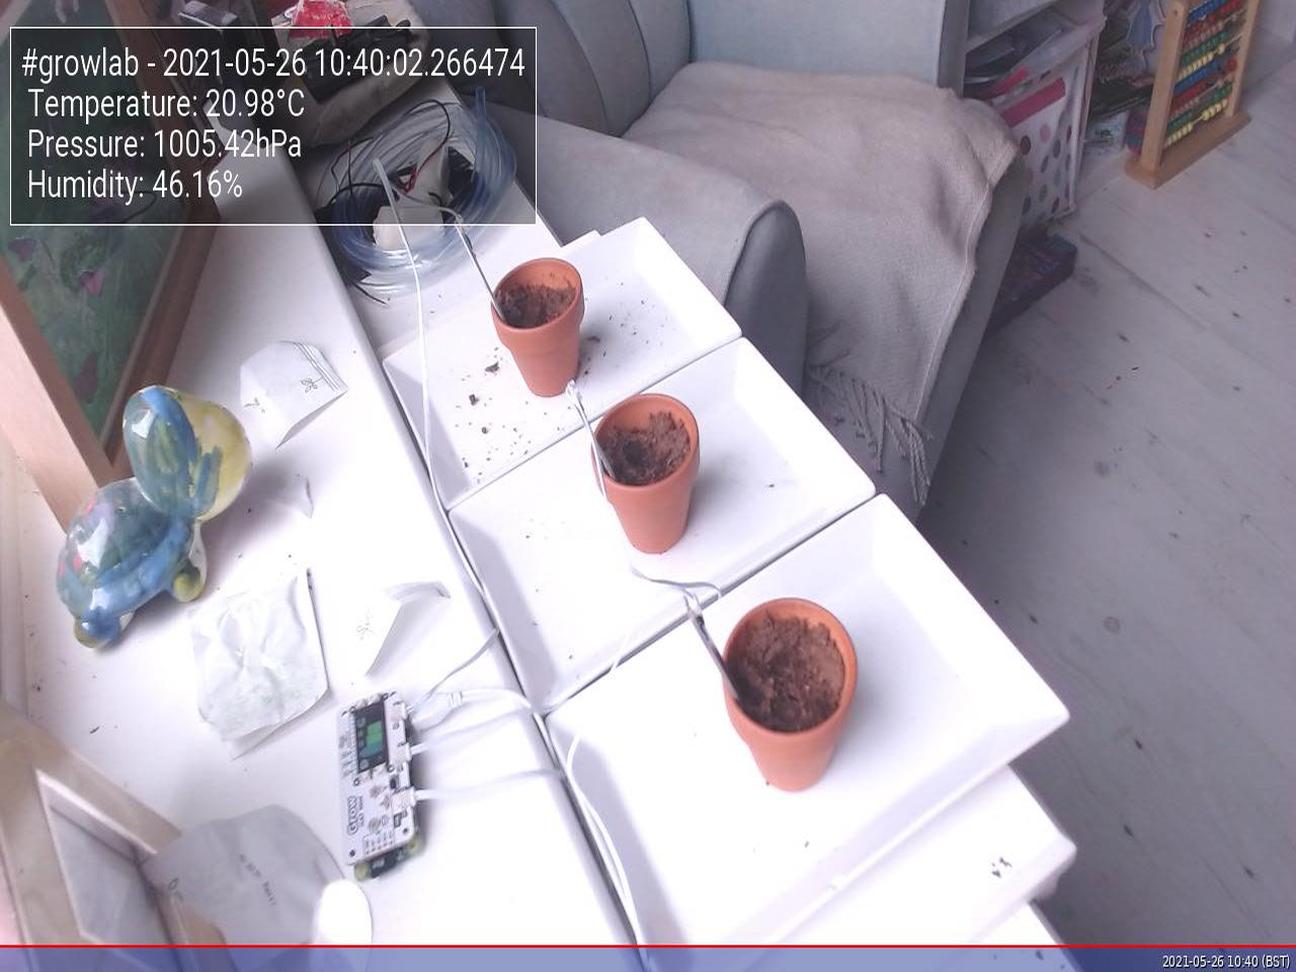 #growlab - 2021-05-26 10:40:02.266474
Temperature: 20.98°C
Pressure: 1005.42hPa
Humidity: 46.16%
Grow
2021-05-26 10:40 (BST)